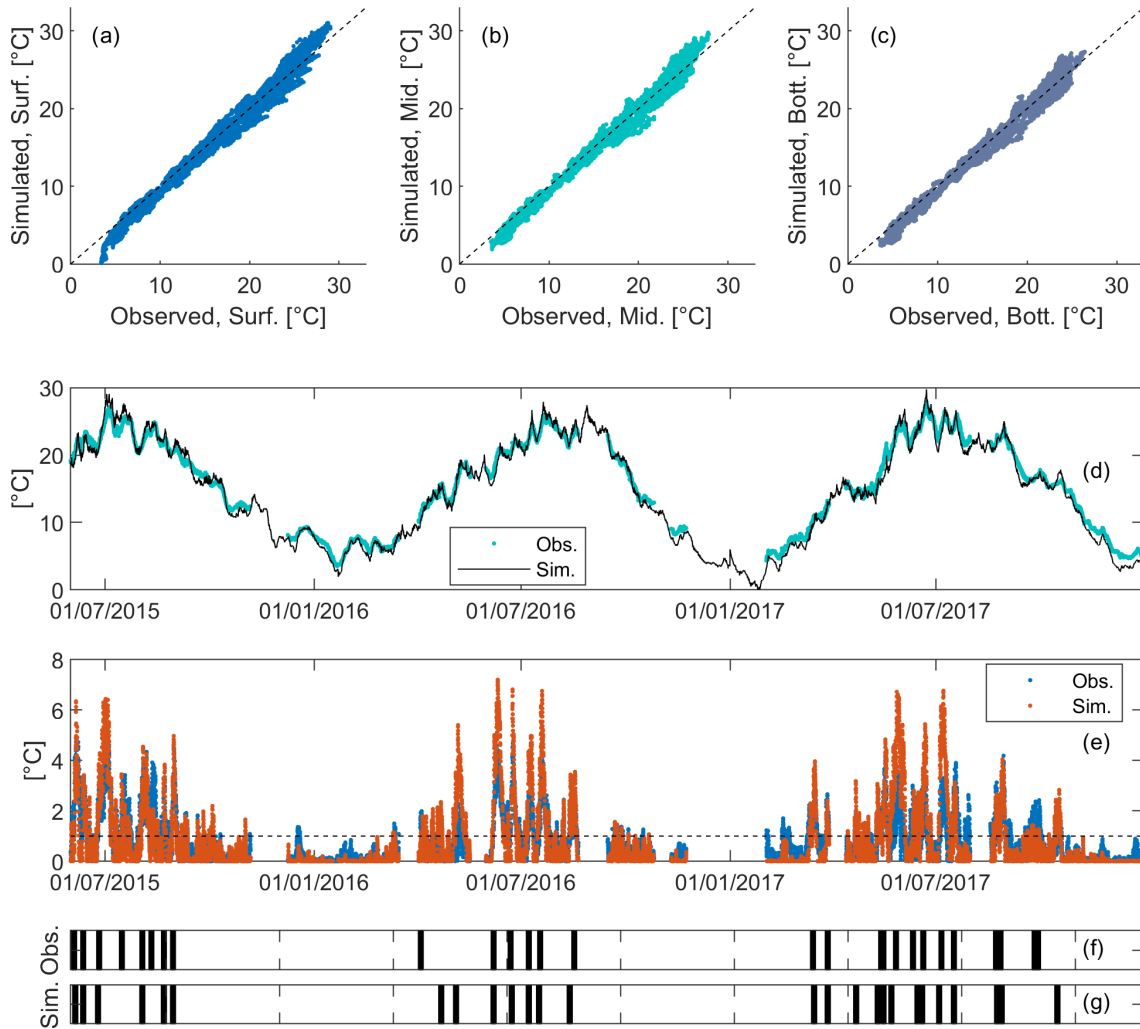 (a)
(b)
(c)
Simulated, Surf. [°C]
30
20
10
0
0 10 20 30
Observed, Surf. [°C]
Simulated, Mid. [°C]
30
20
10
0
0 10 20 30
Observed, Mid. [°C]
Simulated, Bott. [°C]
30
20
10
0
0 10 20 30
Observed, Bott. [°C]
[°C]
30
20
10
0
(d)
Obs.
Sim.
01/07/2015 01/01/2016 01/07/2016 01/01/2017 01/07/2017
[°C]
8
6
4
2
0
Obs.
Sim.
(e)
01/07/2015 01/01/2016 01/07/2016 01/01/2017 01/07/2017
Obs.
(f)
Sim.
(g)